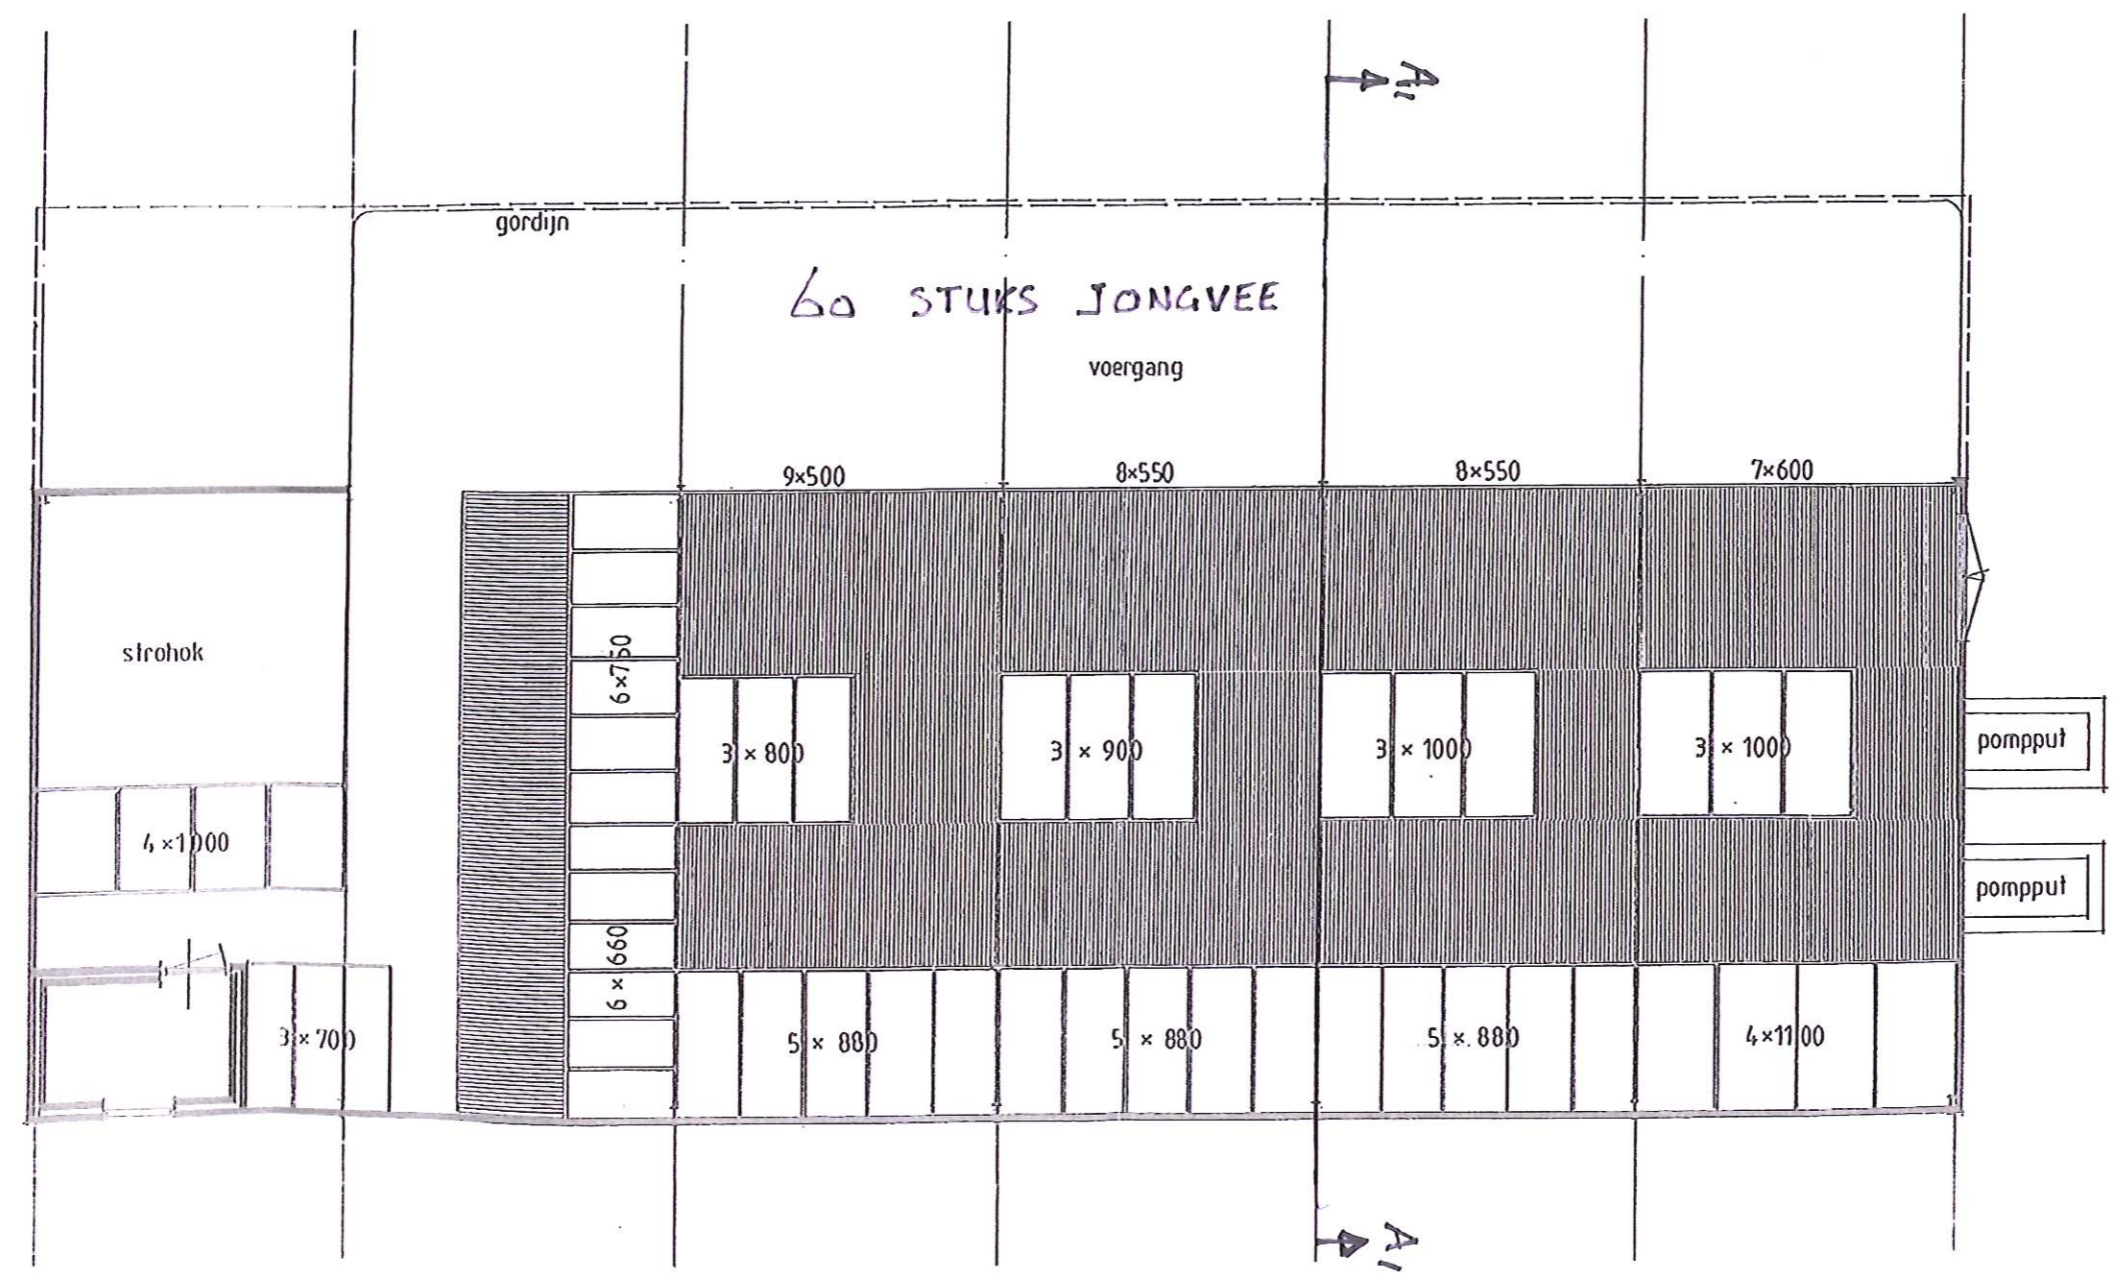 A'
gordijn
60 STUKS JONGVEE
voergang
9×500
8×550
8×550
7×600
strohok
6×750
3 × 800
3 × 900
3 × 1000
3 × 1000
pompput
4×1000
pompput
6 × 660
3 × 700
5 × 880
5 × 880
5 × 880
4×1100
A'